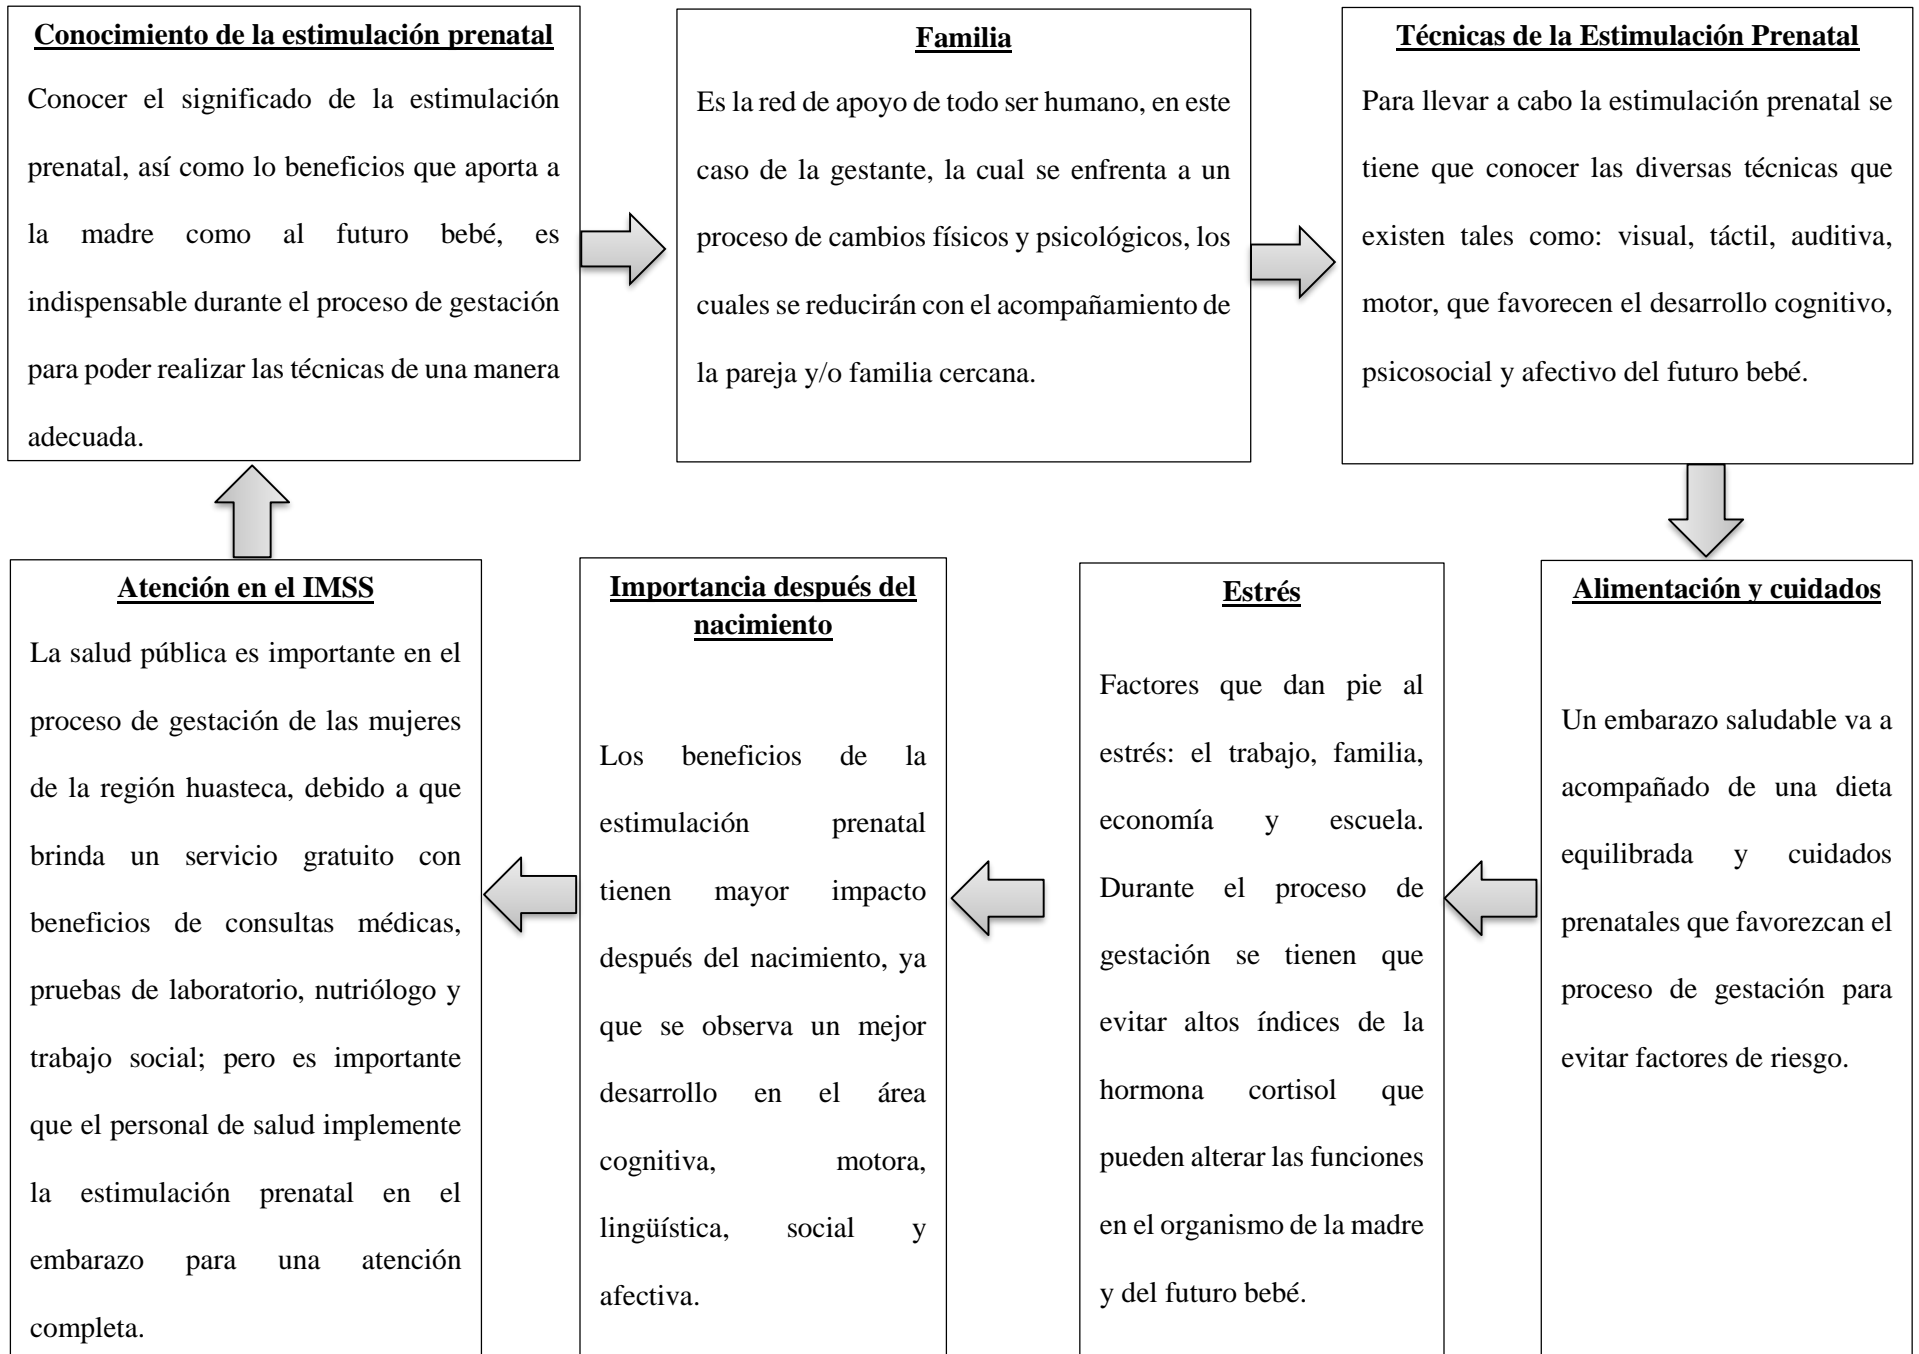 Conocimiento de la estimulación prenatal
Conocer el significado de la estimulación
prenatal, así como lo beneficios que aporta a
la madre como al futuro bebé, es
indispensable durante el proceso de gestación
para poder realizar las técnicas de una manera
adecuada.
Familia
Es la red de apoyo de todo ser humano, en este
caso de la gestante, la cual se enfrenta a un
proceso de cambios físicos y psicológicos, los
cuales se reducirán con el acompañamiento de
la pareja y/o familia cercana.
Técnicas de la Estimulación Prenatal
Para llevar a cabo la estimulación prenatal se
tiene que conocer las diversas técnicas que
existen tales como: visual, táctil, auditiva,
motor, que favorecen el desarrollo cognitivo,
psicosocial y afectivo del futuro bebé.
Alimentación y cuidados
Un embarazo saludable va a
acompañado de una dieta
equilibrada y cuidados
prenatales que favorezcan el
proceso de gestación para
evitar factores de riesgo.
Estrés
Factores que dan pie al
estrés: el trabajo, familia,
economía y escuela.
Durante el proceso de
gestación se tienen que
evitar altos índices de la
hormona cortisol que
pueden alterar las funciones
en el organismo de la madre
y del futuro bebé.
Importancia después del
nacimiento
Los beneficios de la
estimulación prenatal
tienen mayor impacto
después del nacimiento, ya
que se observa un mejor
desarrollo en el área
cognitiva, motora,
lingüística, social y
afectiva.
Atención en el IMSS
La salud pública es importante en el
proceso de gestación de las mujeres
de la región huasteca, debido a que
brinda un servicio gratuito con
beneficios de consultas médicas,
pruebas de laboratorio, nutriólogo y
trabajo social; pero es importante
que el personal de salud implemente
la estimulación prenatal en el
embarazo para una atención
completa.